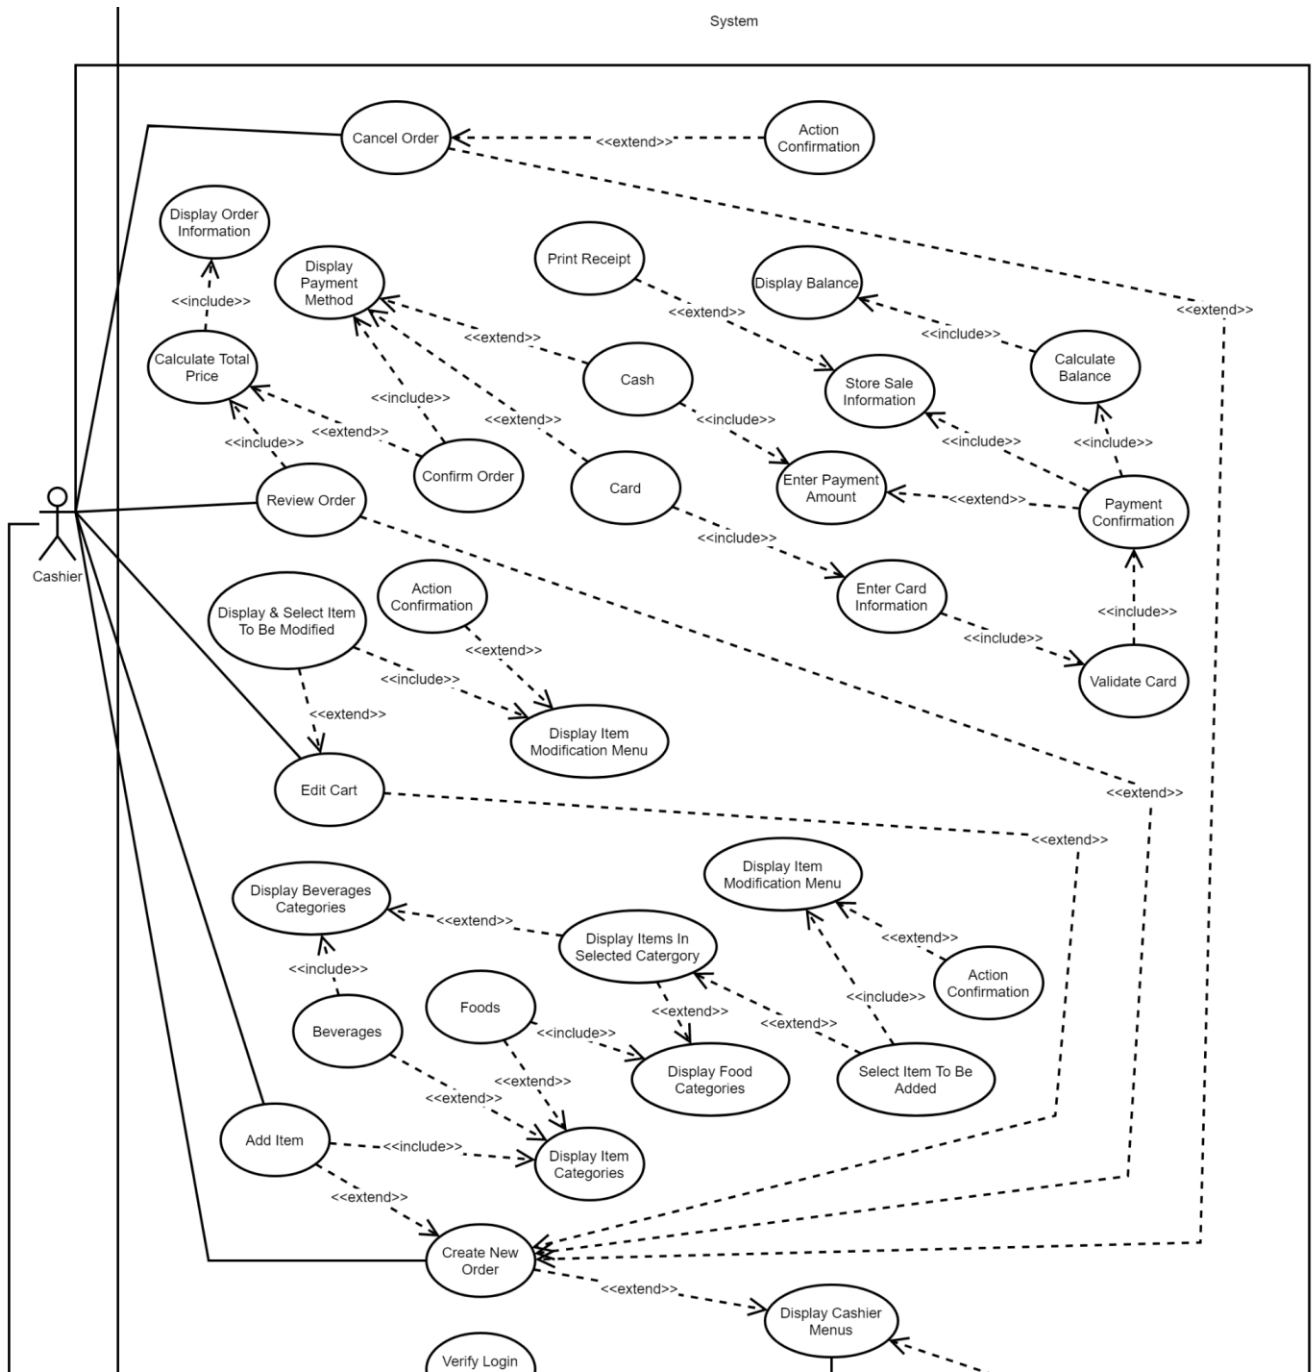 System
Cancel Order
<<extend>>
Action
Confirmation
Display Order
Information
Display
Payment
Method
Print Receipt
Display Balance
<<include>>
<<extend>>
<<extend>>
<<extend>>
<<include>>
Calculate Total
Price
Cash
Store Sale
Information
Calculate
Balance
<<include>>
<<extend>>
<<include>>
<<extend>>
<<include>>
<<include>>
Confirm Order
Review Order
Card
Enter Payment
Amount
<<extend>>
Payment
Confirmation
<<include>>
Cashier
Display & Select Item
To Be Modified
Action
Confirmation
Enter Card
Information
<<include>>
<<include>>
<<extend>>
<<include>>
Validate Card
<<extend>>
Display Item
Modification Menu
Edit Cart
<<extend>>
<<extend>>
Display Beverages
Categories
Display Item
Modification Menu
<<extend>>
Display Items In
Selected Catergory
<<extend>>
<<include>>
Action
Confirmation
Foods
Beverages
<<include>>
<<extend>>
<<include>>
<<extend>>
<<extend>>
Display Food
Categories
Select Item To Be
Added
<<extend>>
Add Item
<<include>>
Display Item
Categories
<<extend>>
Create New
Order
<<extend>>
Display Cashier
Menus
Verify Login